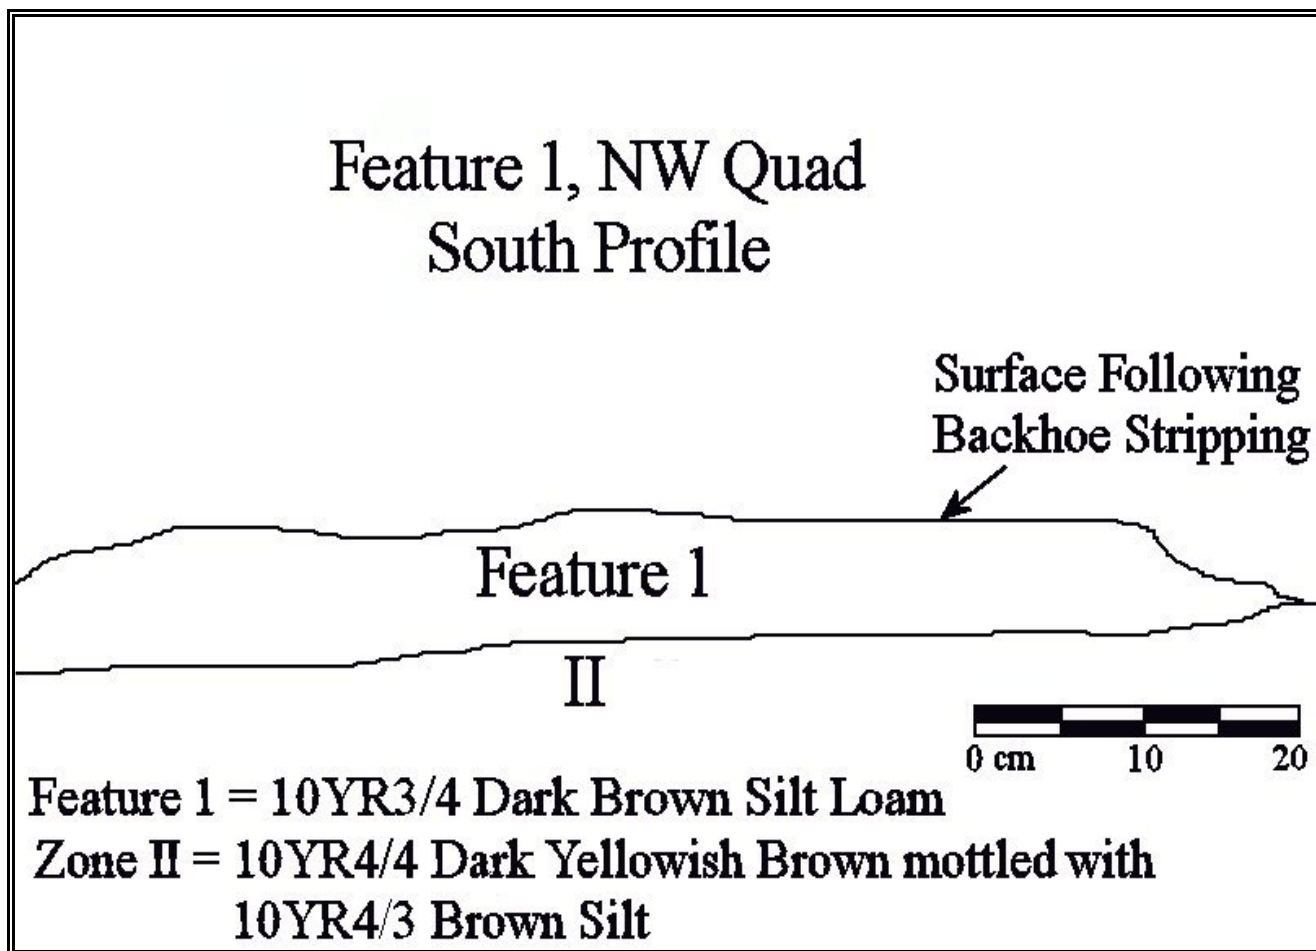 Feature 1, NW Quad
South Profile
Surface Following
Backhoe Stripping
Feature 1
II
0 cm 10 20
Feature 1 = 10YR3/4 Dark Brown Silt Loam
Zone II = 10YR4/4 Dark Yellowish Brown mottled with
10YR4/3 Brown Silt